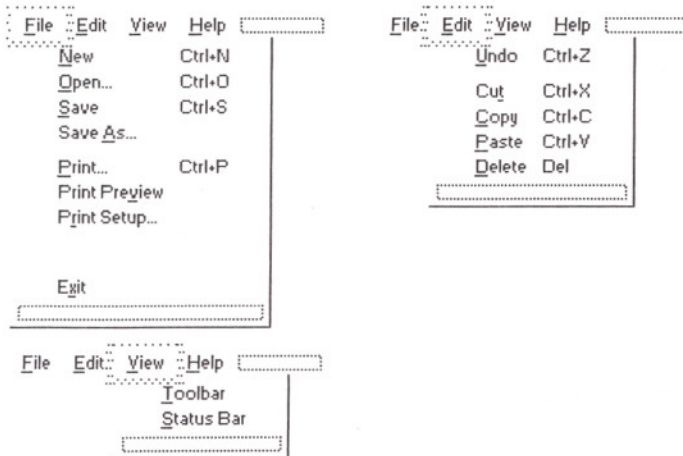 File Edit View Help
New Ctrl+N
Open... Ctrl+O
Save Ctrl+S
Save As...
Print... Ctrl+P
Print Preview
Print Setup...
Exit
File Edit View Help
Undo Ctrl+Z
Cut Ctrl+X
Copy Ctrl+C
Paste Ctrl+V
Delete Del
File Edit View Help
Toolbar
Status Bar